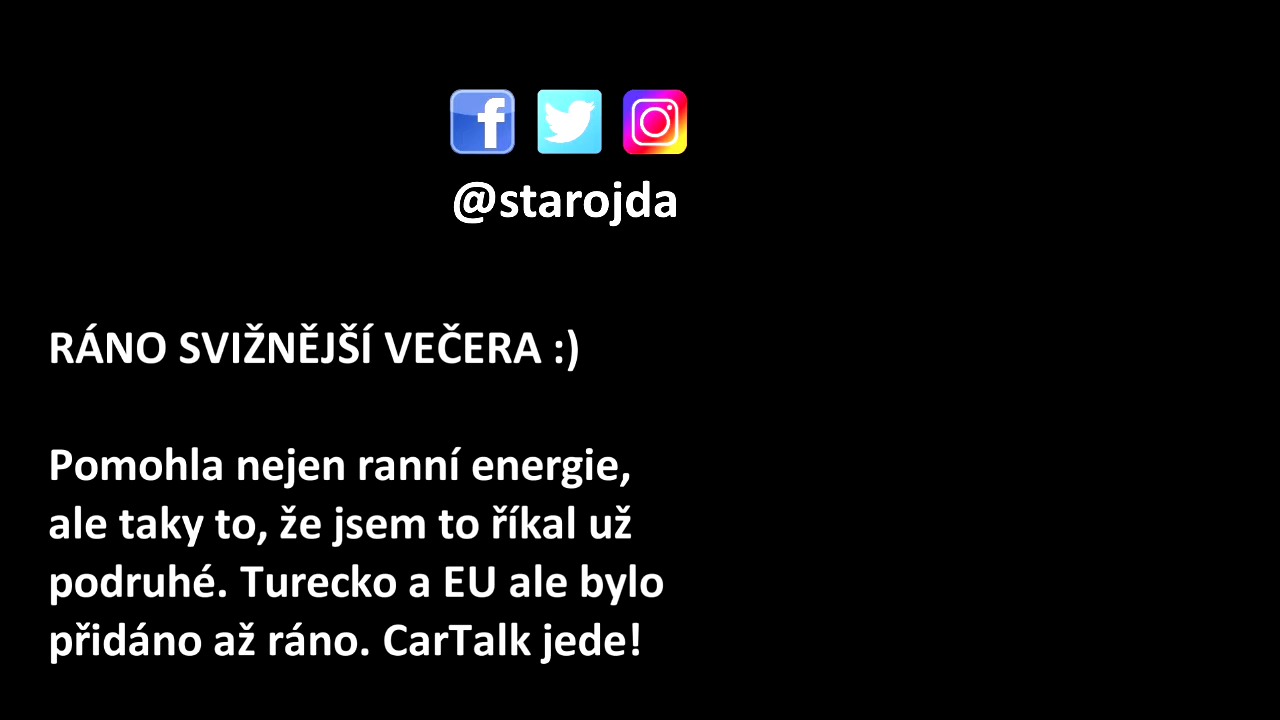 @starojda
RÁNO SVIŽNĚJŠÍ VEČERA :)
Pomohla nejen ranní energie,
ale taky to, že jsem to říkal už
podruhé. Turecko a EU ale bylo
přidáno až ráno. CarTalk jede!